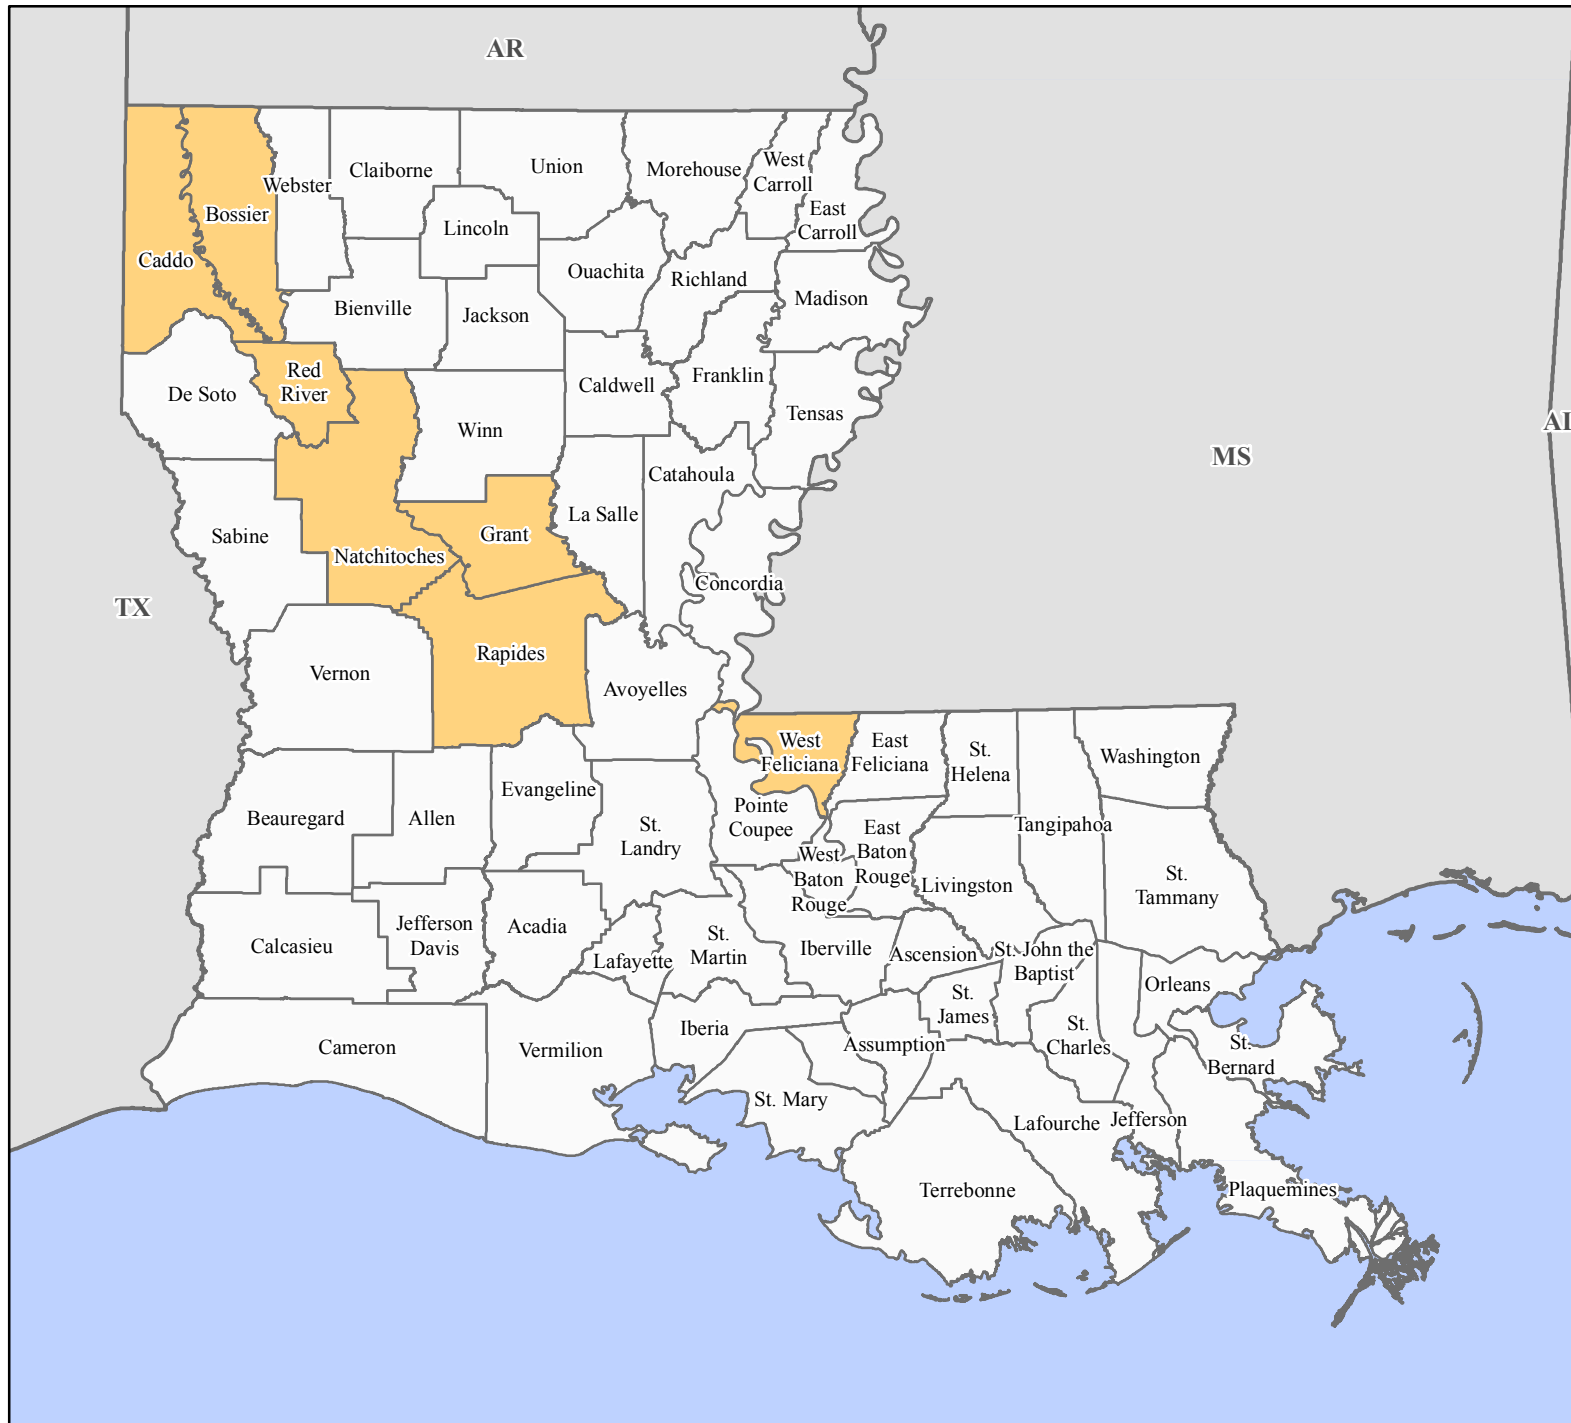 AR
Webster
Claiborne
Union
Morehouse
West
Carroll
East
Carroll
Bossier
Lincoln
Caddo
Ouachita
Richland
Madison
Bienville
Jackson
Red
River
De Soto
Caldwell
Franklin
Tensas
AL
Winn
MS
Catahoula
La Salle
Sabine
Grant
Natchitoches
Concordia
TX
Rapides
Vernon
Avoyelles
West
Feliciana
East
Feliciana
St.
Helena
Washington
Evangeline
Beauregard
Allen
Pointe
Coupee
St.
Landry
East
Baton
Rouge
Tangipahoa
West
Baton
Rouge
Livingston
St.
Tammany
Jefferson
Davis
Acadia
Calcasieu
Lafayette
St.
Martin
Iberville
Ascension
St. John the
Baptist
Orleans
St.
James
Iberia
St.
Charles
Cameron
Vermilion
Assumption
St.
Bernard
St. Mary
Lafourche
Jefferson
Terrebonne
Plaquemines